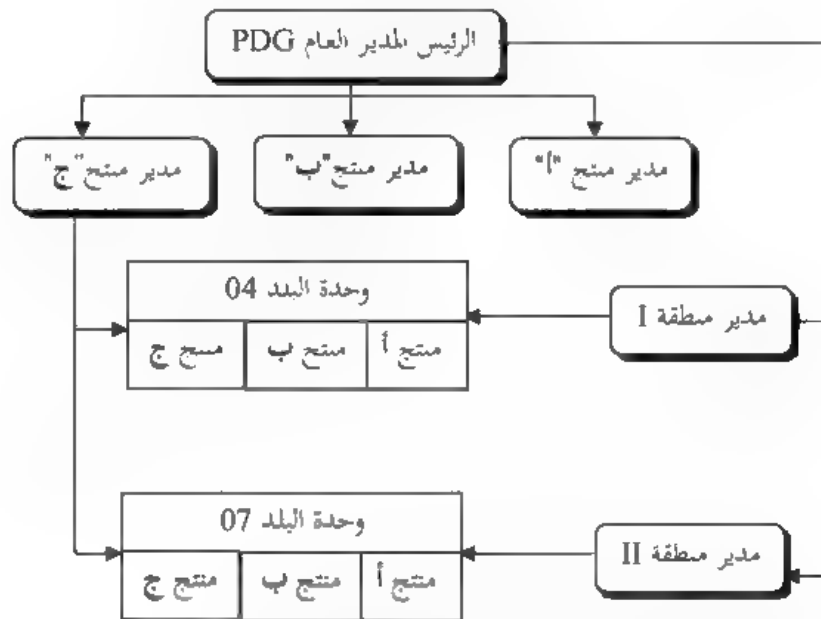 الرئيس المدير العام PDG
مدير منتج "أ"
مدير منتج "ب"
مدير منتج "ج"
وحدة البلد 04
منتج أ
منتج ب
منتج ج
مدير منطقة I
وحدة البلد 07
منتج أ
منتج ب
منتج ج
مدير منطقة II